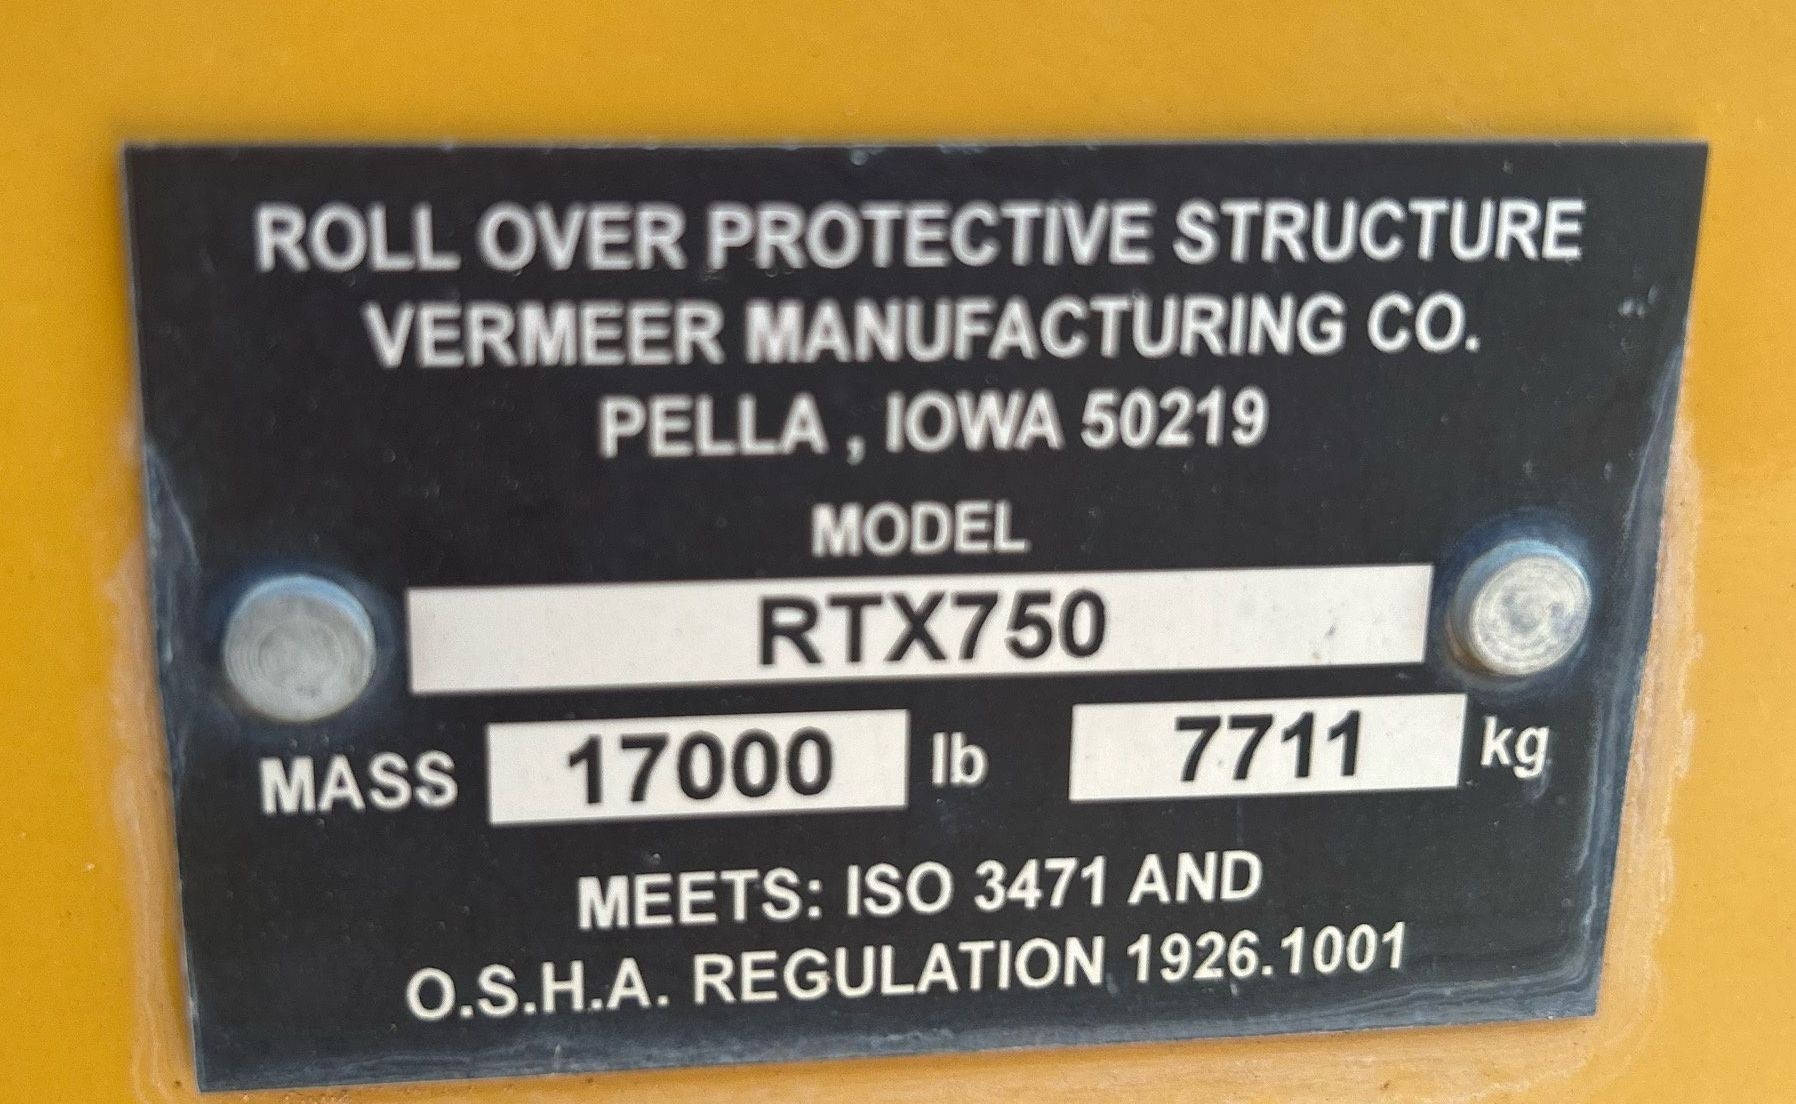 ROLL OVER PROTECTIVE STRUCTURE
VERMEER MANUFACTURING CO.
PELLA , IOWA 50219
MODEL
RTX750
MASS 17000 lb 7711 kg
MEETS: ISO 3471 AND
O.S.H.A. REGULATION 1926.1001